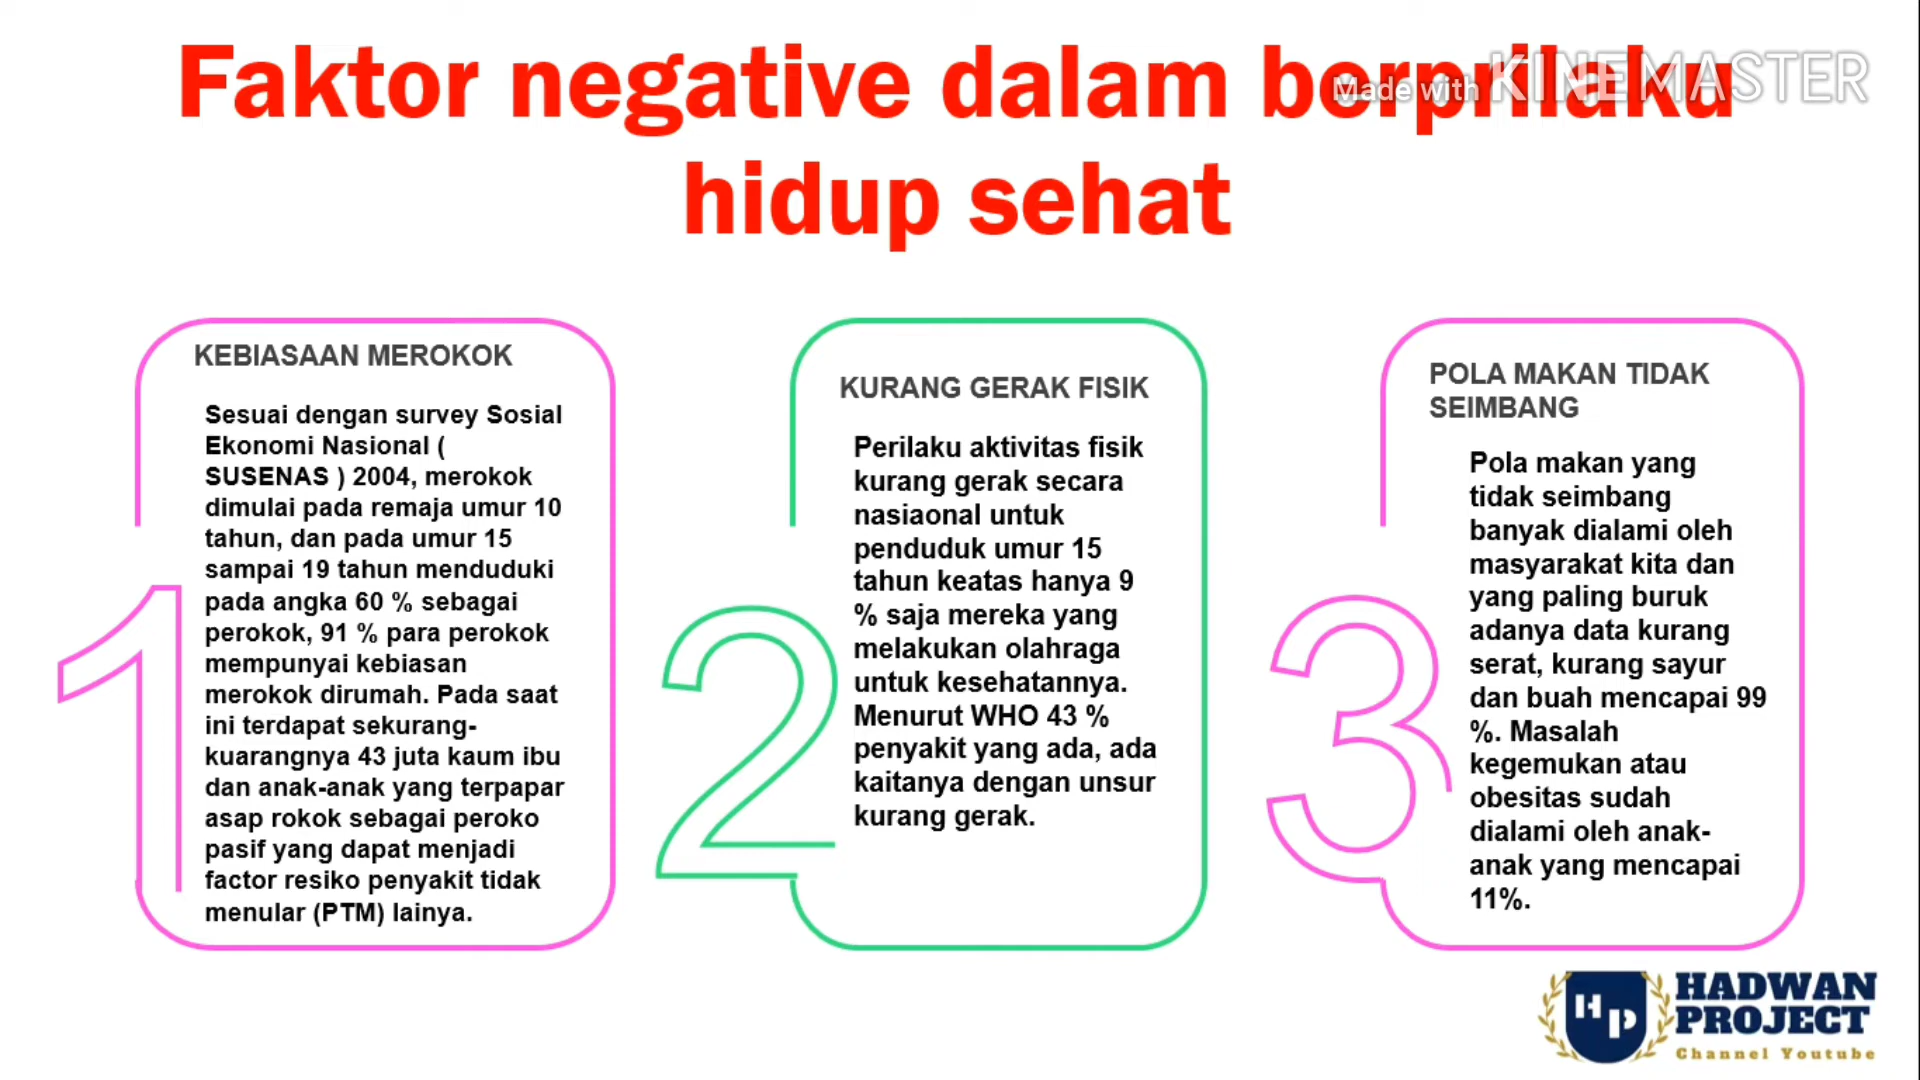 Faktor negative dalam berprilaku
Made with KINEMASTER
hidup sehat
KEBIASAAN MEROKOK
Sesuai dengan survey Sosial
Ekonomi Nasional (
SUSENAS ) 2004, merokok
dimulai pada remaja umur 10
tahun, dan pada umur 15
sampai 19 tahun menduduki
pada angka 60 % sebagai
perokok, 91 % para perokok
mempunyai kebiasan
merokok dirumah. Pada saat
ini terdapat sekurang-
kuarangnya 43 juta kaum ibu
dan anak-anak yang terpapar
asap rokok sebagai peroko
pasif yang dapat menjadi
factor resiko penyakit tidak
menular (PTM) lainya.
1
KURANG GERAK FISIK
Perilaku aktivitas fisik
kurang gerak secara
nasiaonal untuk
penduduk umur 15
tahun keatas hanya 9
% saja mereka yang
melakukan olahraga
untuk kesehatannya.
Menurut WHO 43 %
penyakit yang ada, ada
kaitanya dengan unsur
kurang gerak.
2
POLA MAKAN TIDAK
SEIMBANG
Pola makan yang
tidak seimbang
banyak dialami oleh
masyarakat kita dan
yang paling buruk
adanya data kurang
serat, kurang sayur
dan buah mencapai 99
%. Masalah
kegemukan atau
obesitas sudah
dialami oleh anak-
anak yang mencapai
11%.
3
HP
HADWAN
PROJECT
Channel Youtube